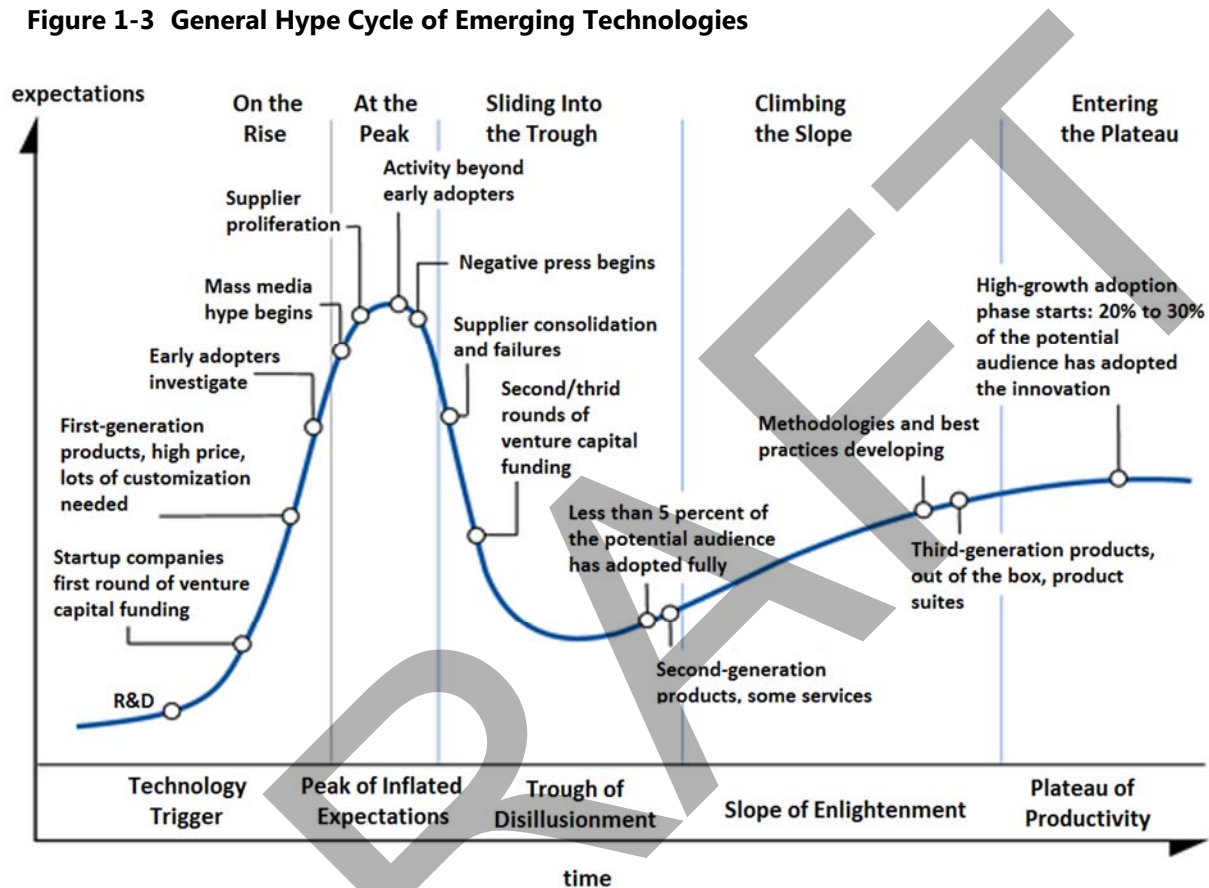 Figure 1-3 General Hype Cycle of Emerging Technologies
expectations
On the
Rise
At the
Peak
Sliding Into
the Trough
Climbing
the Slope
Entering
the Plateau
Activity beyond
early adopters
Supplier
proliferation
Negative press begins
Mass media
hype begins
High-growth adoption
phase starts: 20% to 30%
of the potential
audience has adopted
the innovation
Supplier consolidation
and failures
Early adopters
investigate
Second/thrid
rounds of
venture capital
funding
First-generation
products, high price,
lots of customization
needed
Methodologies and best
practices developing
Less than 5 percent of
the potential audience
has adopted fully
Third-generation products,
out of the box, product
suites
Startup companies
first round of venture
capital funding
Second-generation
products, some services
R&D
Technology
Trigger
Peak of Inflated
Expectations
Trough of
Disillusionment
Slope of Enlightenment
Plateau of
Productivity
time
RAFT